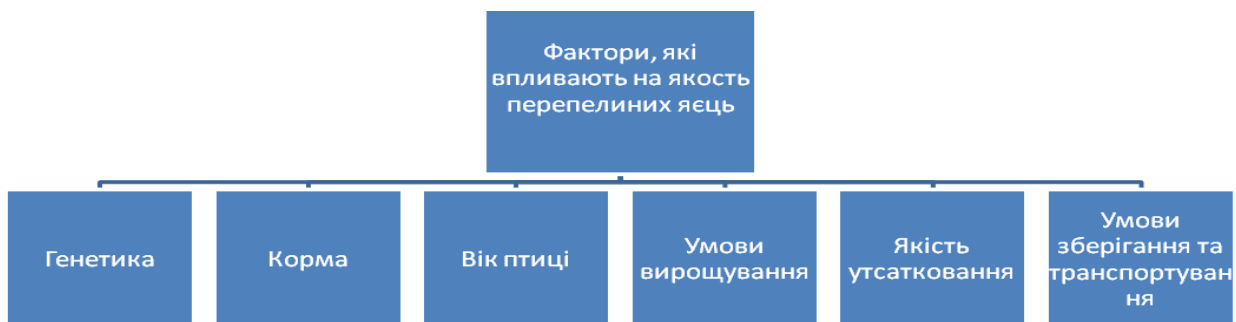 Фактори, які
впливають на якость
перепелиних яєць
Генетика
Корма
Вік птиці
Умови
вирощування
Якість
утсатковання
Умови
зберігання та
транспортуван
ня